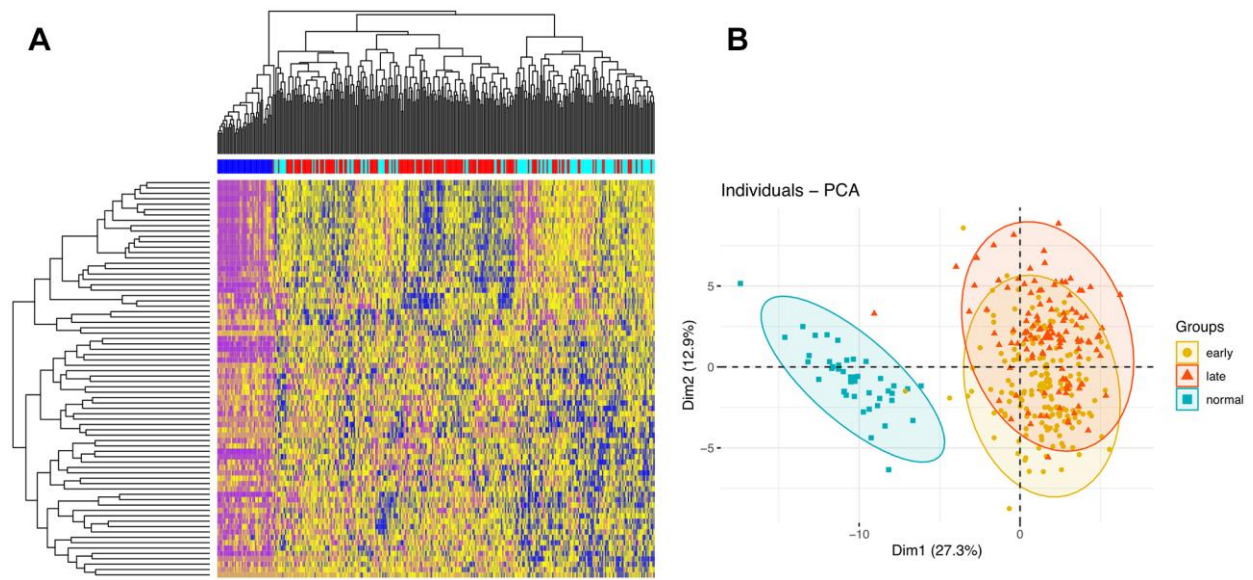 A
B
Individuals – PCA
5
0
−5
Dim2 (12.9%)
−10
0
Dim1 (27.3%)
Groups
early
late
normal